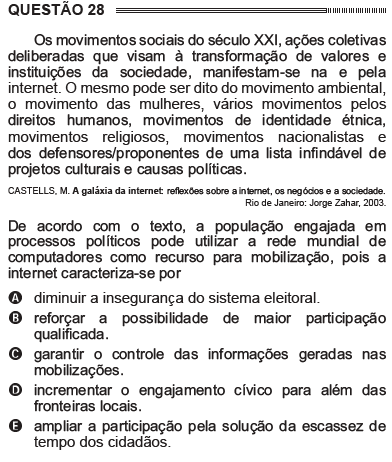 QUESTÃO 28
Os movimentos sociais do século XXI, ações coletivas
deliberadas que visam à transformação de valores e
instituições da sociedade, manifestam-se na e pela
internet. O mesmo pode ser dito do movimento ambiental,
o movimento das mulheres, vários movimentos pelos
direitos humanos, movimentos de identidade étnica,
movimentos religiosos, movimentos nacionalistas e
dos defensores/proponentes de uma lista infindável de
projetos culturais e causas políticas.
CASTELLS, M. A galáxia da internet: reflexões sobre a internet, os negócios e a sociedade.
Rio de Janeiro: Jorge Zahar, 2003.
De acordo com o texto, a população engajada em
processos políticos pode utilizar a rede mundial de
computadores como recurso para mobilização, pois a
internet caracteriza-se por
A diminuir a insegurança do sistema eleitoral.
B reforçar a possibilidade de maior participação
qualificada.
C garantir o controle das informações geradas nas
mobilizações.
D incrementar o engajamento cívico para além das
fronteiras locais.
E ampliar a participação pela solução da escassez de
tempo dos cidadãos.